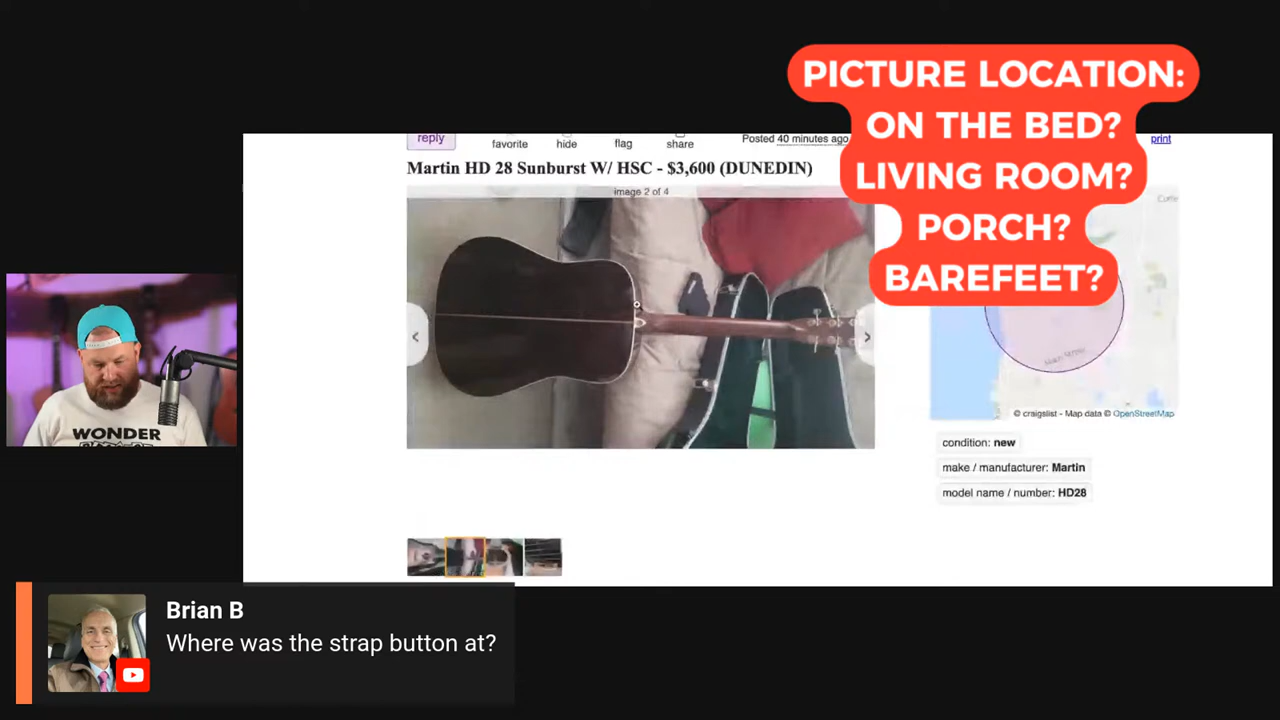 PICTURE LOCATION:
ON THE BED?
LIVING ROOM?
PORCH?
BAREFEET?
reply
favorite
hide
flag
share
Posted 40 minutes ago
print
Martin HD 28 Sunburst W/ HSC - $3,600 (DUNEDIN)
image 2 of 4
© craigslist - Map data © OpenStreetMap
condition: new
make / manufacturer: Martin
model name / number: HD28
WONDER
Brian B
Where was the strap button at?